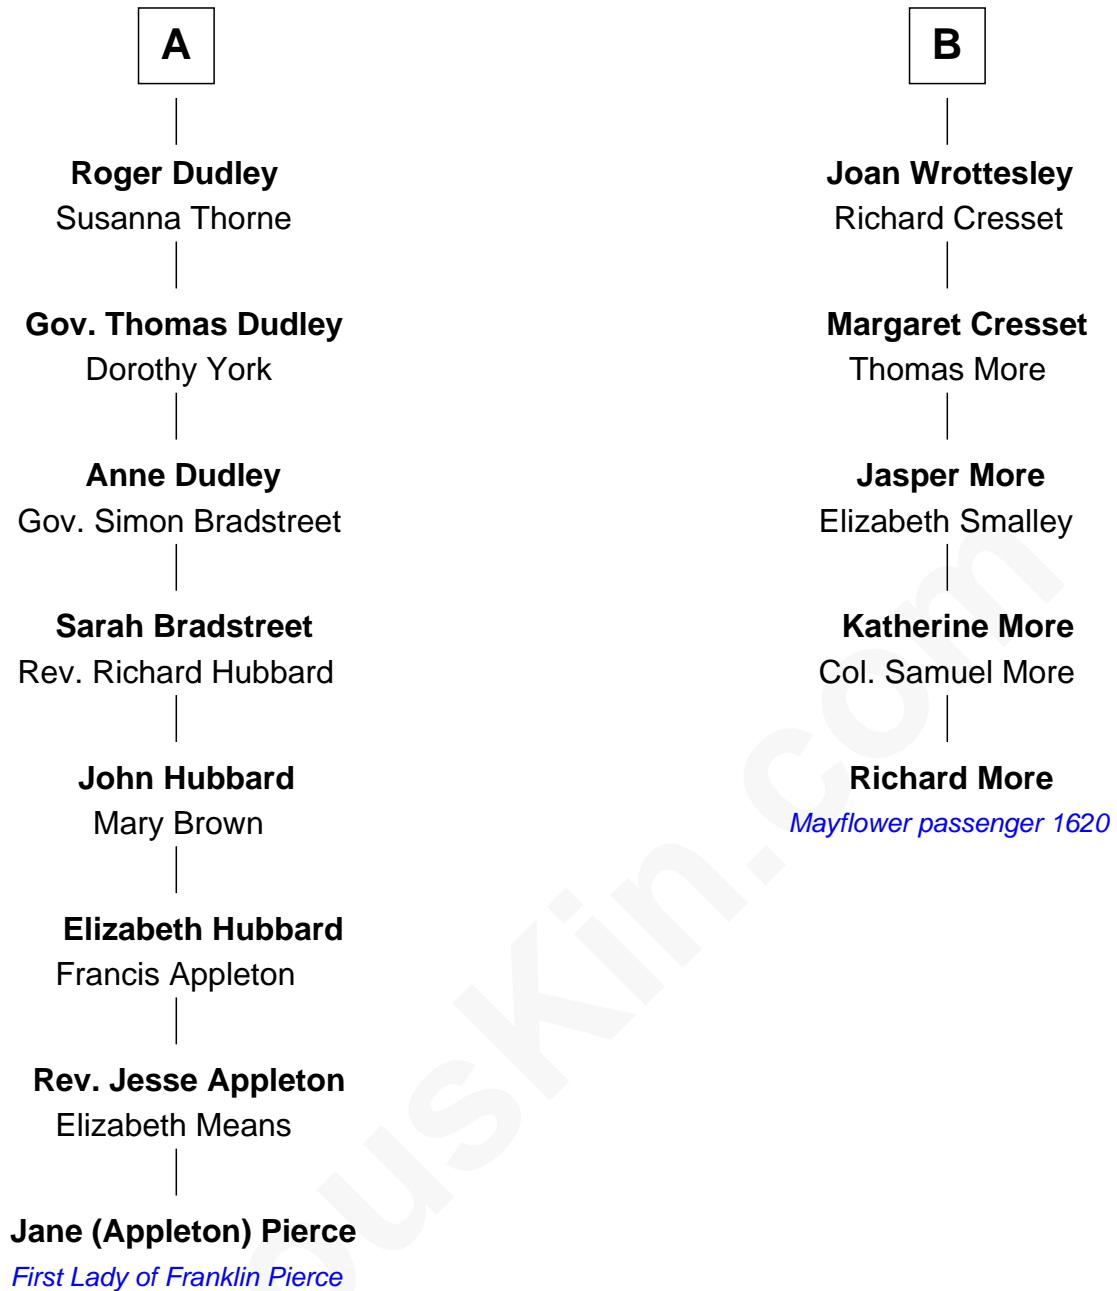 A
Roger Dudley
Susanna Thorne
Gov. Thomas Dudley
Dorothy York
Anne Dudley
Gov. Simon Bradstreet
Sarah Bradstreet
Rev. Richard Hubbard
John Hubbard
Mary Brown
Elizabeth Hubbard
Francis Appleton
Rev. Jesse Appleton
Elizabeth Means
Jane (Appleton) Pierce
First Lady of Franklin Pierce
B
Joan Wrottesley
Richard Cresset
Margaret Cresset
Thomas More
Jasper More
Elizabeth Smalley
Katherine More
Col. Samuel More
Richard More
Mayflower passenger 1620
ousKin.com